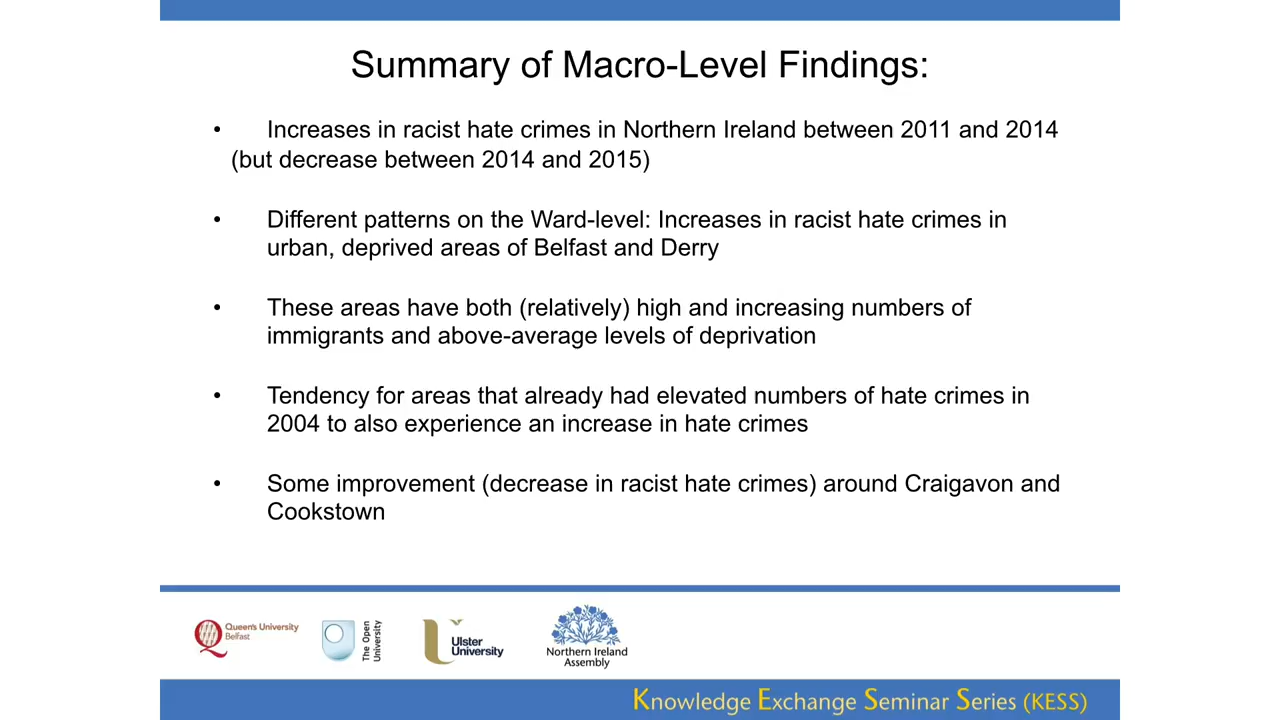 Summary of Macro-Level Findings:
• Increases in racist hate crimes in Northern Ireland between 2011 and 2014
(but decrease between 2014 and 2015)
• Different patterns on the Ward-level: Increases in racist hate crimes in
urban, deprived areas of Belfast and Derry
• These areas have both (relatively) high and increasing numbers of
immigrants and above-average levels of deprivation
• Tendency for areas that already had elevated numbers of hate crimes in
2004 to also experience an increase in hate crimes
• Some improvement (decrease in racist hate crimes) around Craigavon and
Cookstown
Queen's University
Belfast
The Open
University
Ulster
University
Northern Ireland
Assembly
Knowledge Exchange Seminar Series (KESS)